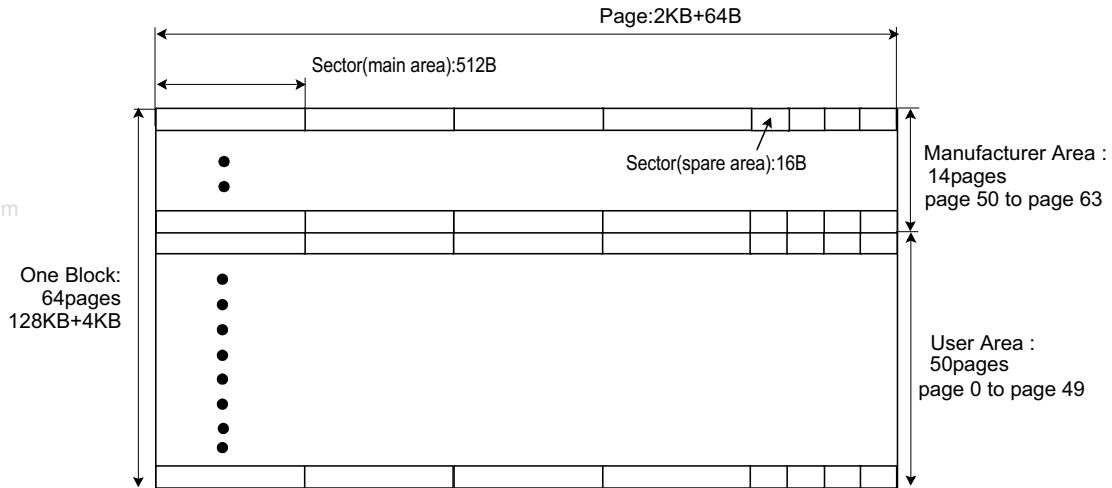 Page:2KB+64B
Sector(main area):512B
Sector(spare area):16B
Manufacturer Area :
14pages
page 50 to page 63
m
One Block:
64pages
128KB+4KB
User Area :
50pages
page 0 to page 49